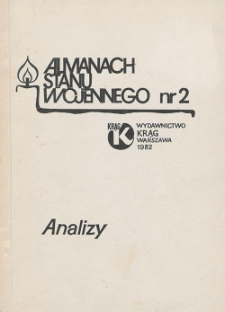 ALMANACH
STANU
WOJENNEGO nr 2
KRĄG
K
WYDAWNICTWO
KRĄG
WARSZAWA
1982
Analizy